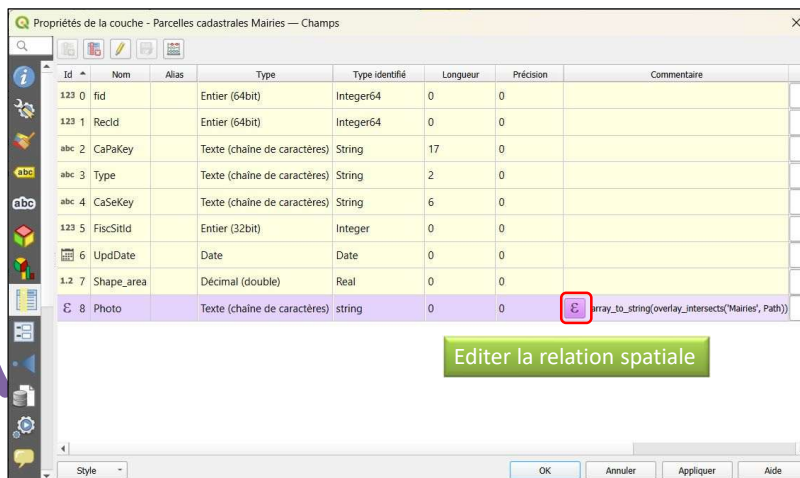 Propriétés de la couche - Parcelles cadastrales Mairies — Champs
Id Nom Alias Type Type identifié Longueur Précision Commentaire
123 0 fid Entier (64bit) Integer64 0 0
123 1 RecId Entier (64bit) Integer64 0 0
abc 2 CaPaKey Texte (chaîne de caractères) String 17 0
abc 3 Type Texte (chaîne de caractères) String 2 0
abc 4 CaSeKey Texte (chaîne de caractères) String 6 0
123 5 FiscSitId Entier (32bit) Integer 0 0
6 UpdDate Date Date 0 0
1.2 7 Shape_area Décimal (double) Real 0 0
ε 8 Photo Texte (chaîne de caractères) string 0 0 ε array_to_string(overlay_intersects('Mairies', Path))
abc
abc
Editer la relation spatiale
Style OK Annuler Appliquer Aide